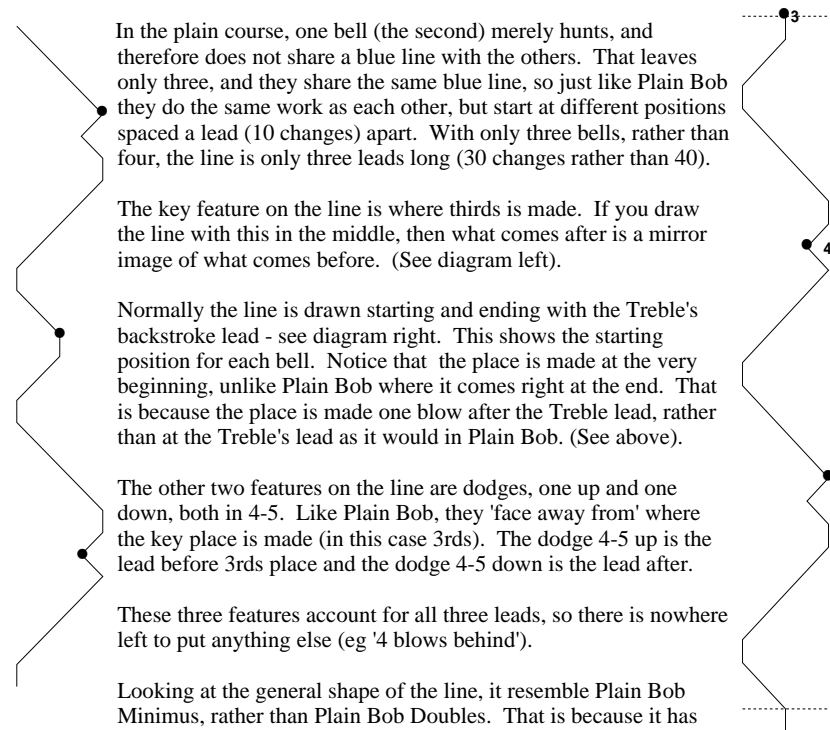 In the plain course, one bell (the second) merely hunts, and
therefore does not share a blue line with the others. That leaves
only three, and they share the same blue line, so just like Plain Bob
they do the same work as each other, but start at different positions
spaced a lead (10 changes) apart. With only three bells, rather than
four, the line is only three leads long (30 changes rather than 40).
The key feature on the line is where thirds is made. If you draw
the line with this in the middle, then what comes after is a mirror
image of what comes before. (See diagram left).
Normally the line is drawn starting and ending with the Treble's
backstroke lead - see diagram right. This shows the starting
position for each bell. Notice that the place is made at the very
beginning, unlike Plain Bob where it comes right at the end. That
is because the place is made one blow after the Treble lead, rather
than at the Treble's lead as it would in Plain Bob. (See above).
The other two features on the line are dodges, one up and one
down, both in 4-5. Like Plain Bob, they 'face away from' where
the key place is made (in this case 3rds). The dodge 4-5 up is the
lead before 3rds place and the dodge 4-5 down is the lead after.
These three features account for all three leads, so there is nowhere
left to put anything else (eg '4 blows behind').
Looking at the general shape of the line, it resemble Plain Bob
Minimus, rather than Plain Bob Doubles. That is because it has
3
4